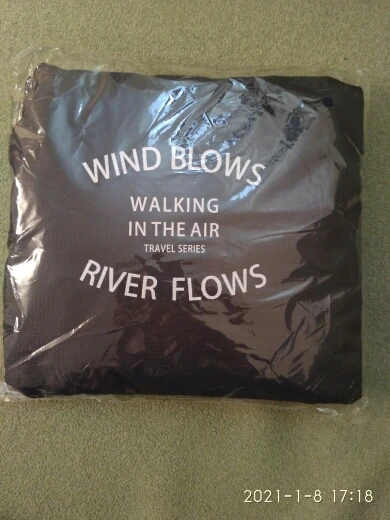 WIND BLOWS
WALKING
IN THE AIR
TRAVEL SERIES
RIVER FLOWS
2021-1-8 17:18